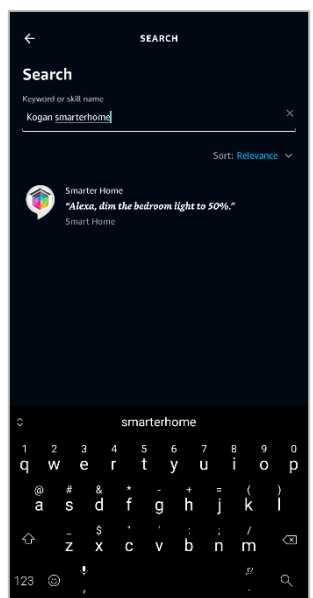 SEARCH
Search
Keyword or skill name
Kogan smarterhome
Sort: Relevance
Smarter Home
“Alexa, dim the bedroom light to 50%.”
Smart Home
smarterhome
1 2 3 4 5 6 7 8 9 0
q w e r t y u i o p
@ # & * - + = ( )
a s d f g h j k l
_ $ " ' : ; /
z x c v b n m
123 , .